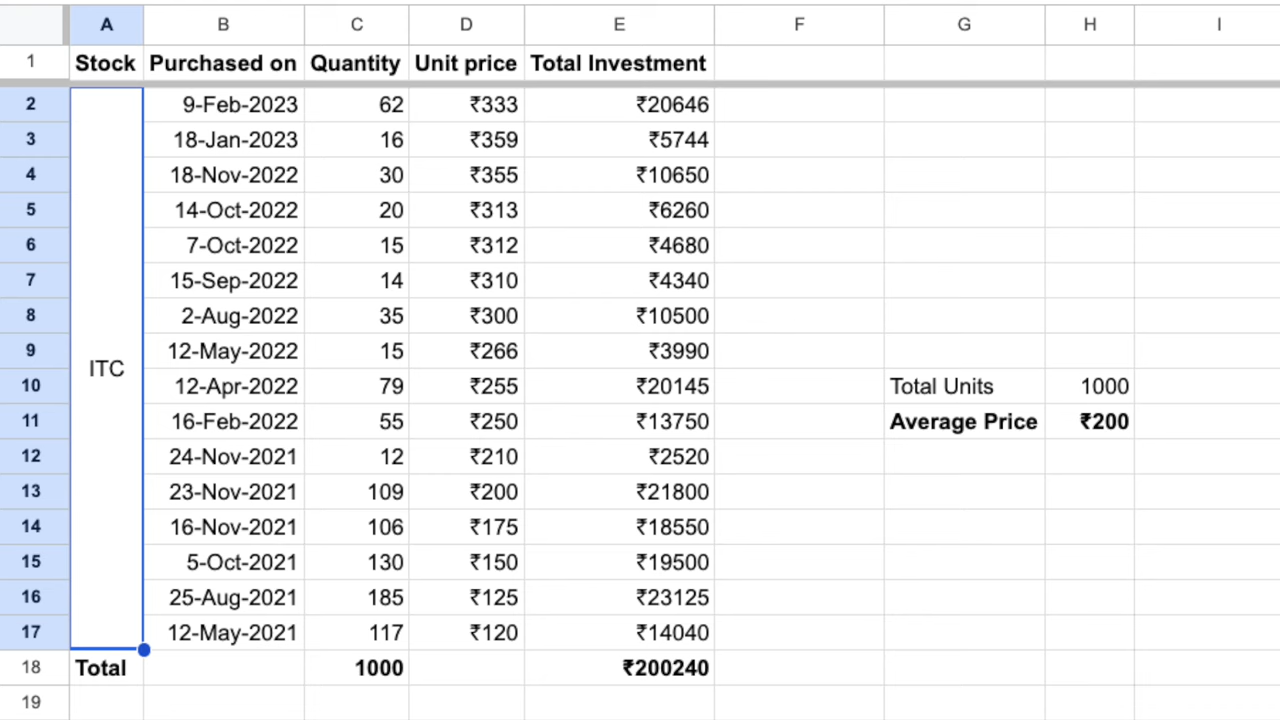 A B C D E F G H I
1 Stock Purchased on Quantity Unit price Total Investment
2 9-Feb-2023 62 ₹333 ₹20646
3 18-Jan-2023 16 ₹359 ₹5744
4 18-Nov-2022 30 ₹355 ₹10650
5 14-Oct-2022 20 ₹313 ₹6260
6 7-Oct-2022 15 ₹312 ₹4680
7 15-Sep-2022 14 ₹310 ₹4340
8 2-Aug-2022 35 ₹300 ₹10500
9 12-May-2022 15 ₹266 ₹3990
ITC
10 12-Apr-2022 79 ₹255 ₹20145 Total Units 1000
11 16-Feb-2022 55 ₹250 ₹13750 Average Price ₹200
12 24-Nov-2021 12 ₹210 ₹2520
13 23-Nov-2021 109 ₹200 ₹21800
14 16-Nov-2021 106 ₹175 ₹18550
15 5-Oct-2021 130 ₹150 ₹19500
16 25-Aug-2021 185 ₹125 ₹23125
17 12-May-2021 117 ₹120 ₹14040
18 Total 1000 ₹200240
19